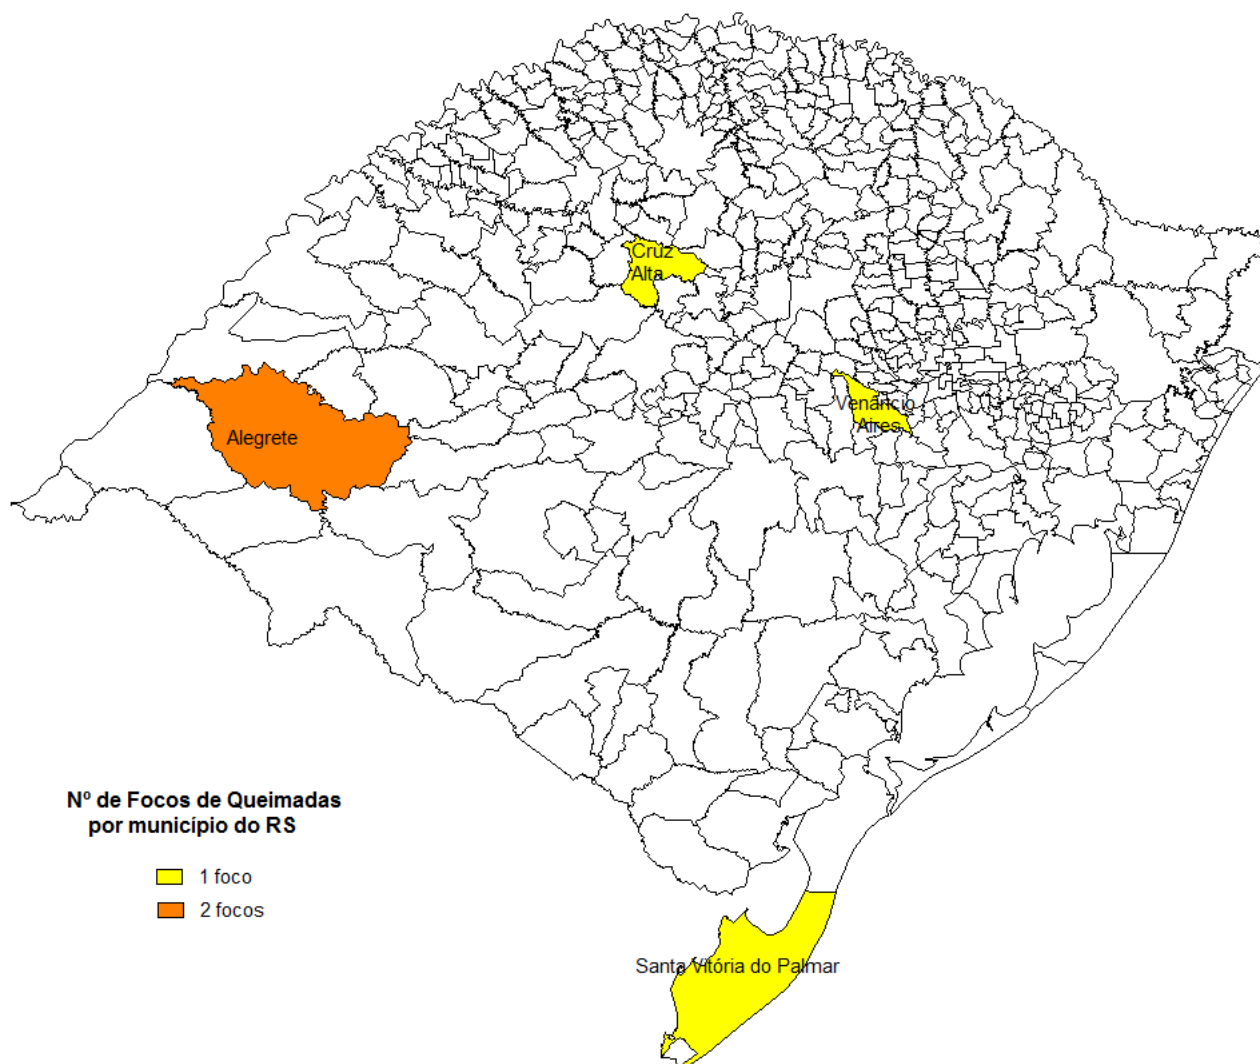 Cruz
Alta
Venâncio
Aires
Alegrete
Nº de Focos de Queimadas
por município do RS
1 foco
2 focos
Santa Vitória do Palmar